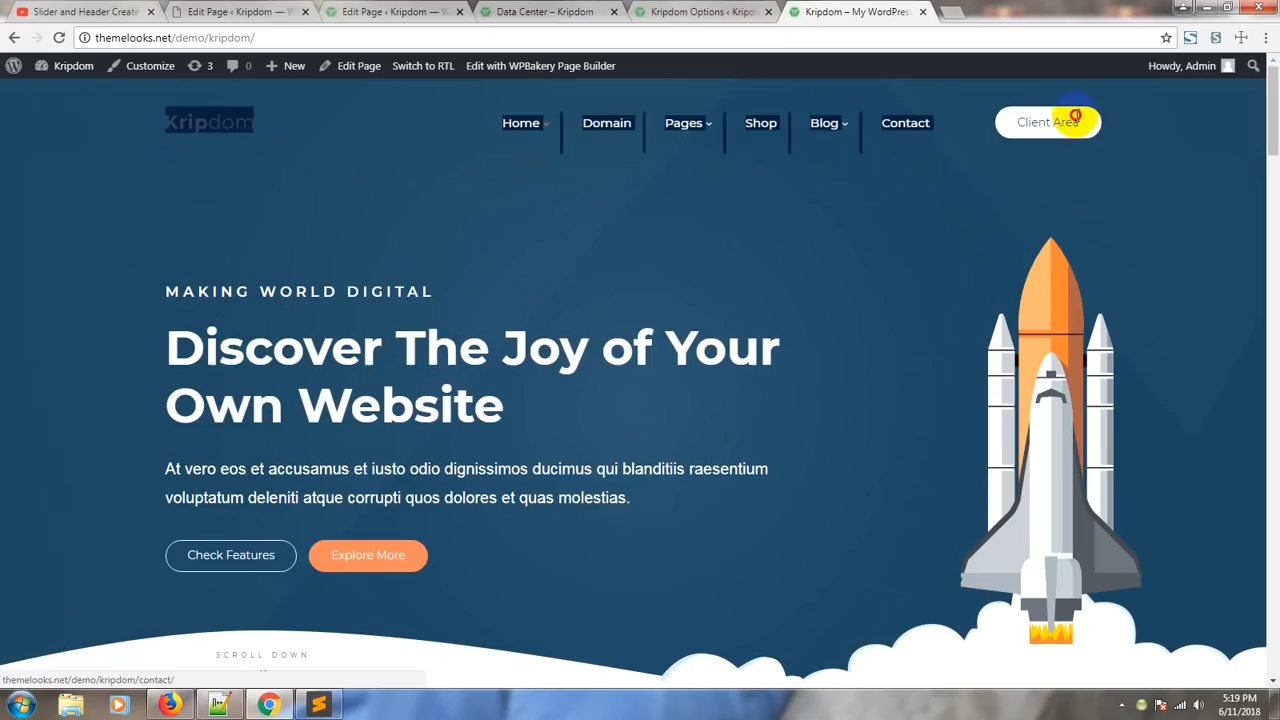 Slider and Header Create
Edit Page ‹ Kripdom — W
Edit Page ‹ Kripdom — W
Data Center – Kripdom
Kripdom Options ‹ Kripd
Kripdom – My WordPres
themelooks.net/demo/kripdom/
Kripdom
Customize
3
0
New
Edit Page
Switch to RTL
Edit with WPBakery Page Builder
Howdy, Admin
Kripdom
Home
Domain
Pages
Shop
Blog
Contact
Client Area
MAKING WORLD DIGITAL
Discover The Joy of Your
Own Website
At vero eos et accusamus et iusto odio dignissimos ducimus qui blanditiis raesentium
voluptatum deleniti atque corrupti quos dolores et quas molestias.
Check Features
Explore More
SCROLL DOWN
themelooks.net/demo/kripdom/contact/
5:19 PM
6/11/2018